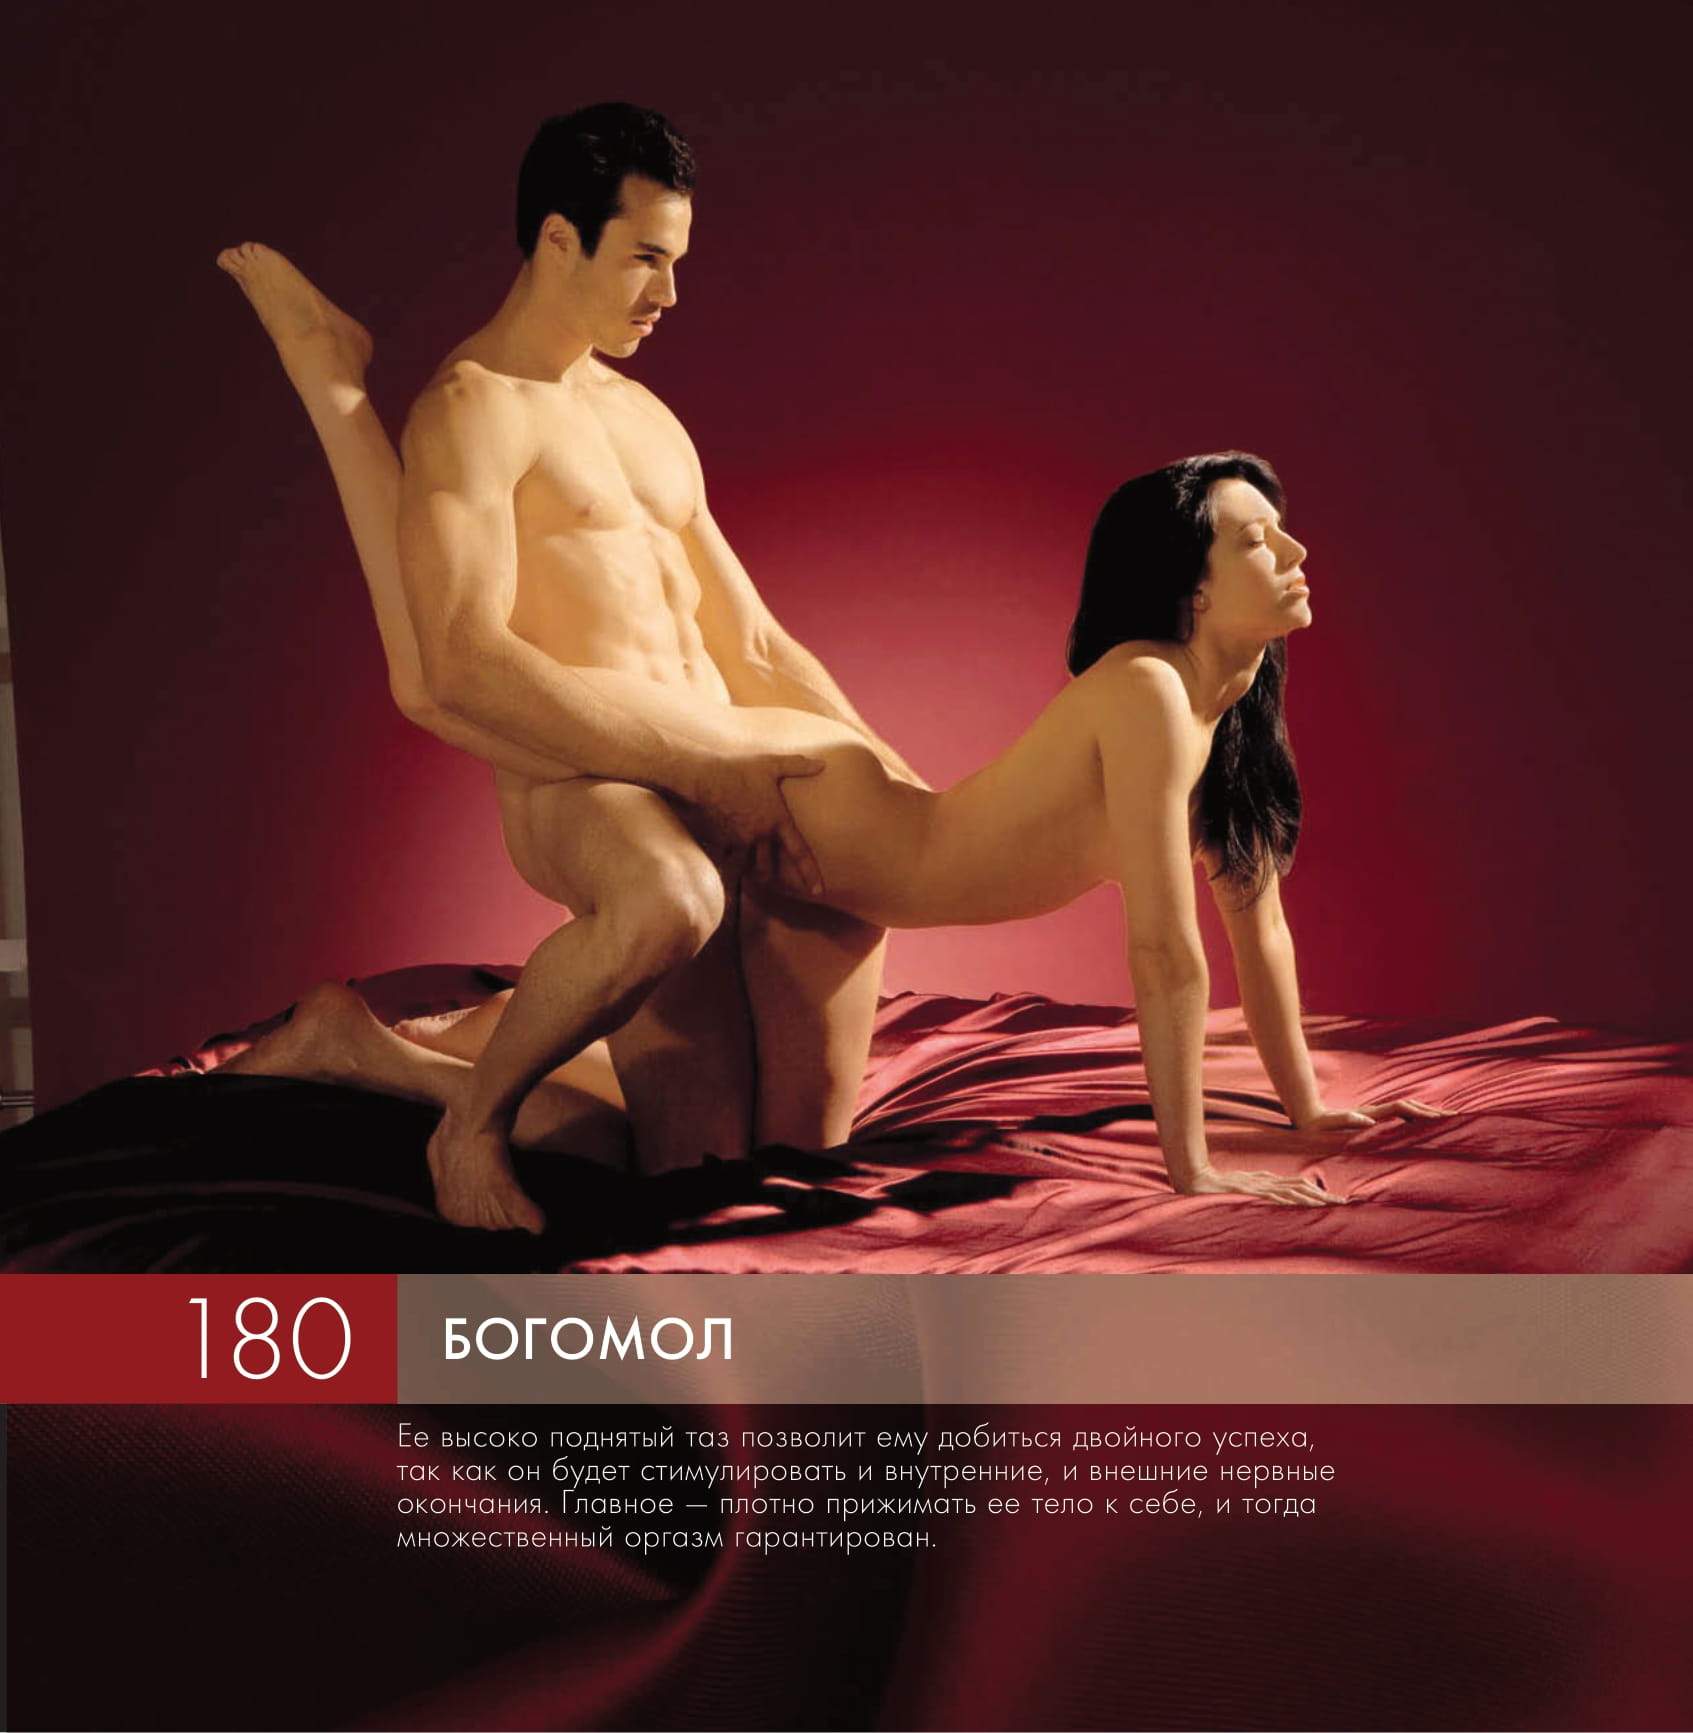 180
БОГОМОЛ
Ее высоко поднятый таз позволит ему добиться двойного успеха,
так как он будет стимулировать и внутренние, и внешние нервные
окончания. Главное — плотно прижимать ее тело к себе, и тогда
множественный оргазм гарантирован.